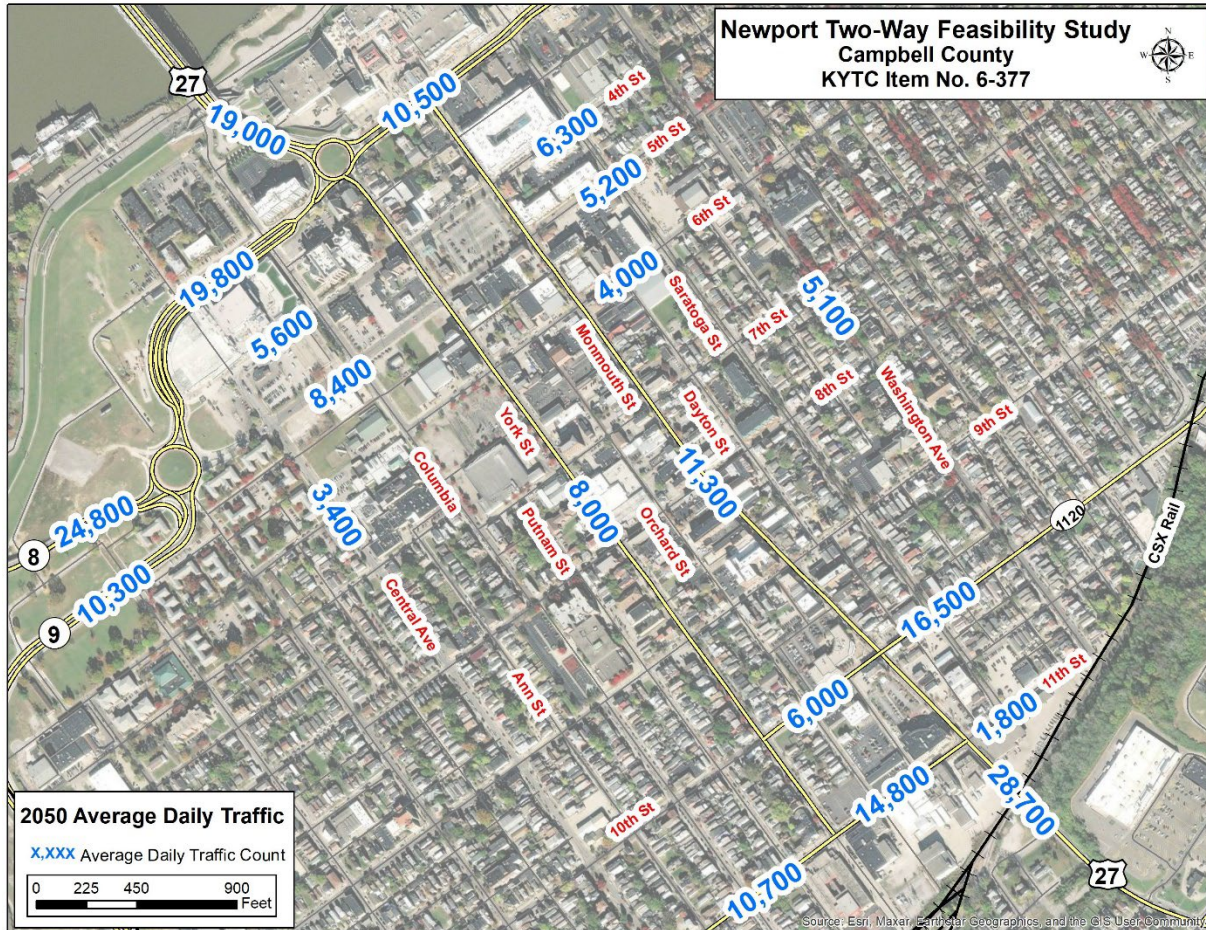 Newport Two-Way Feasibility Study
Campbell County
KYTC Item No. 6-377
N
W
E
S
27
19,000
10,500
6,300
4th St
5,200
5th St
6th St
19,800
5,600
8,400
4,000
Saratoga St
7th St
5,100
Monmouth St
8th St
Washington Ave
9th St
Dayton St
York St
Columbia
11,300
8,000
3,400
Putnam St
Orchard St
24,800
8
10,300
9
Central Ave
Ann St
1120
CSX Rail
16,500
6,000
11th St
1,800
14,800
28,700
10th St
10,700
27
2050 Average Daily Traffic
X,XXX Average Daily Traffic Count
0 225 450 900
Feet
Source: Esri, Maxar, Earthstar Geographics, and the GIS User Community